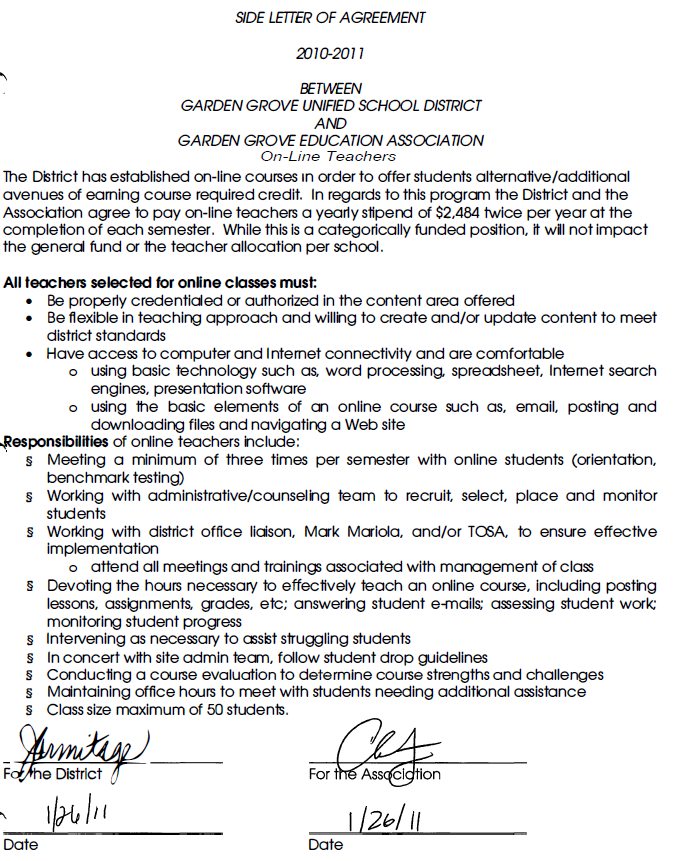 SIDE LETTER OF AGREEMENT
2010-2011
BETWEEN
GARDEN GROVE UNIFIED SCHOOL DISTRICT
AND
GARDEN GROVE EDUCATION ASSOCIATION
On-Line Teachers
The District has established on-line courses in order to offer students alternative/additional
avenues of earning course required credit. In regards to this program the District and the
Association agree to pay on-line teachers a yearly stipend of $2,484 twice per year at the
completion of each semester. While this is a categorically funded position, it will not impact
the general fund or the teacher allocation per school.
All teachers selected for online classes must:
• Be properly credentialed or authorized in the content area offered
• Be flexible in teaching approach and willing to create and/or update content to meet
district standards
• Have access to computer and Internet connectivity and are comfortable
o using basic technology such as, word processing, spreadsheet, Internet search
engines, presentation software
o using the basic elements of an online course such as, email, posting and
downloading files and navigating a Web site
Responsibilities of online teachers include:
§ Meeting a minimum of three times per semester with online students (orientation,
benchmark testing)
§ Working with administrative/counseling team to recruit, select, place and monitor
students
§ Working with district office liaison, Mark Mariola, and/or TOSA, to ensure effective
implementation
o attend all meetings and trainings associated with management of class
§ Devoting the hours necessary to effectively teach an online course, including posting
lessons, assignments, grades, etc; answering student e-mails; assessing student work;
monitoring student progress
§ Intervening as necessary to assist struggling students
§ In concert with site admin team, follow student drop guidelines
§ Conducting a course evaluation to determine course strengths and challenges
§ Maintaining office hours to meet with students needing additional assistance
§ Class size maximum of 50 students.
Armitage
For the District For the Association
1/26/11 1/26/11
Date Date